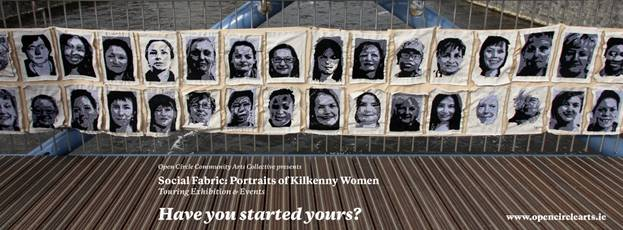 Open Circle Community Arts Collective presents
Social Fabric: Portraits of Kilkenny Women
Touring Exhibition & Events
Have you started yours?
www.opencirclearts.ie